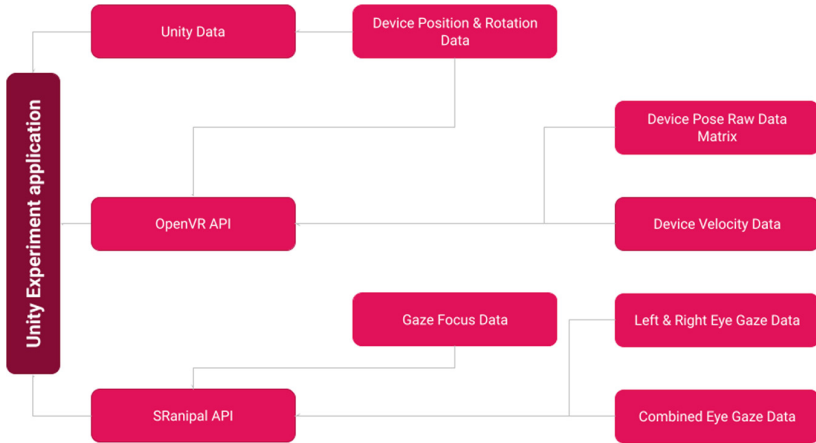 Unity Experiment application
Unity Data
Device Position & Rotation
Data
Device Pose Raw Data
Matrix
OpenVR API
Device Velocity Data
Gaze Focus Data
Left & Right Eye Gaze Data
SRanipal API
Combined Eye Gaze Data